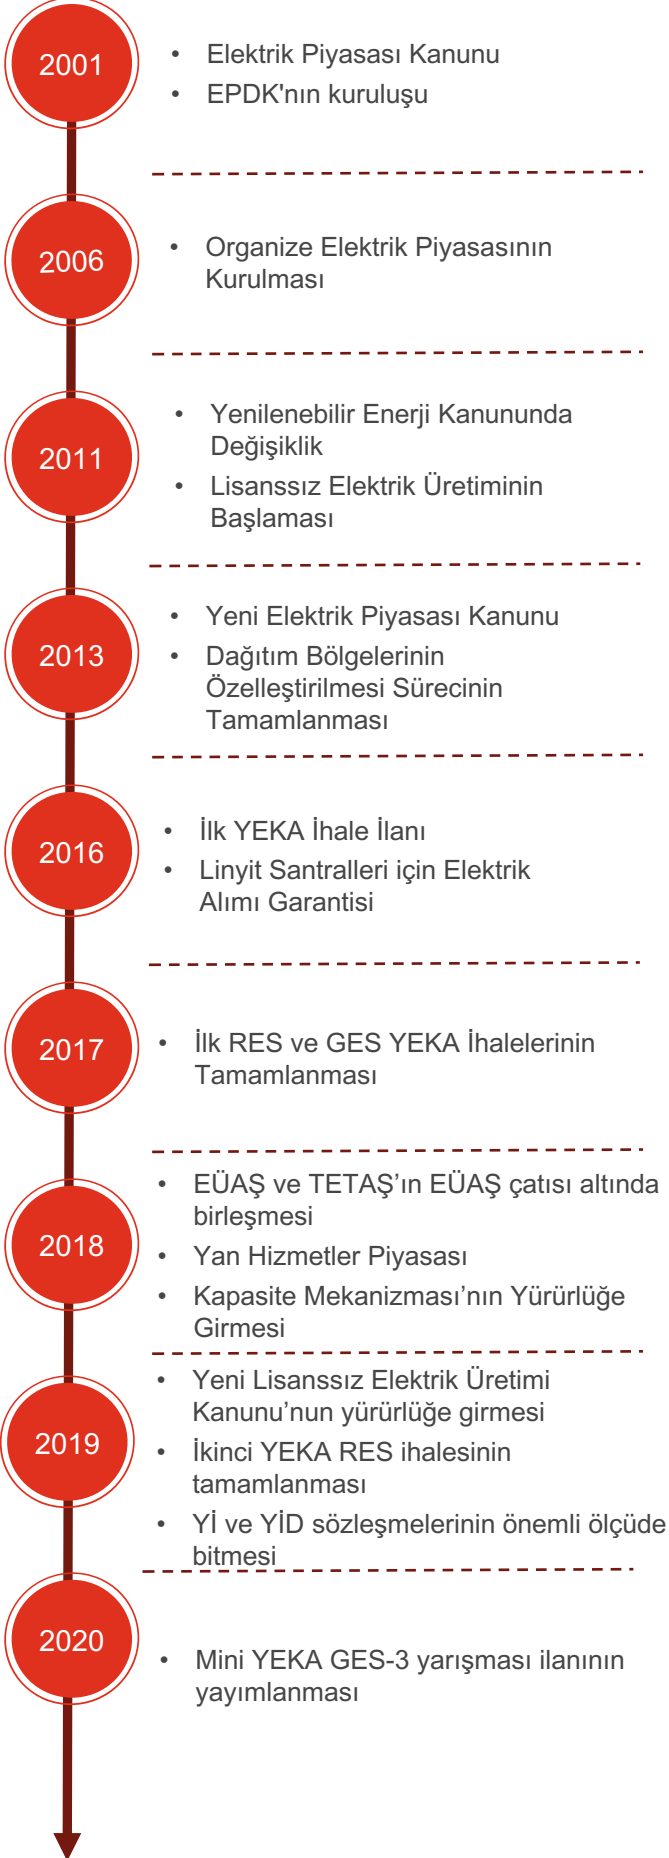 2001
• Elektrik Piyasası Kanunu
• EPDK'nın kuruluşu
2006
• Organize Elektrik Piyasasının
Kurulması
2011
• Yenilenebilir Enerji Kanununda
Değişiklik
• Lisanssız Elektrik Üretiminin
Başlaması
2013
• Yeni Elektrik Piyasası Kanunu
• Dağıtım Bölgelerinin
Özelleştirilmesi Sürecinin
Tamamlanması
2016
• İlk YEKA İhale İlanı
• Linyit Santralleri için Elektrik
Alımı Garantisi
2017
• İlk RES ve GES YEKA İhalelerinin
Tamamlanması
2018
• EÜAŞ ve TETAŞ’ın EÜAŞ çatısı altında
birleşmesi
• Yan Hizmetler Piyasası
• Kapasite Mekanizması’nın Yürürlüğe
Girmesi
2019
• Yeni Lisanssız Elektrik Üretimi
Kanunu’nun yürürlüğe girmesi
• İkinci YEKA RES ihalesinin
tamamlanması
• Yİ ve YİD sözleşmelerinin önemli ölçüde
bitmesi
2020
• Mini YEKA GES-3 yarışması ilanının
yayımlanması